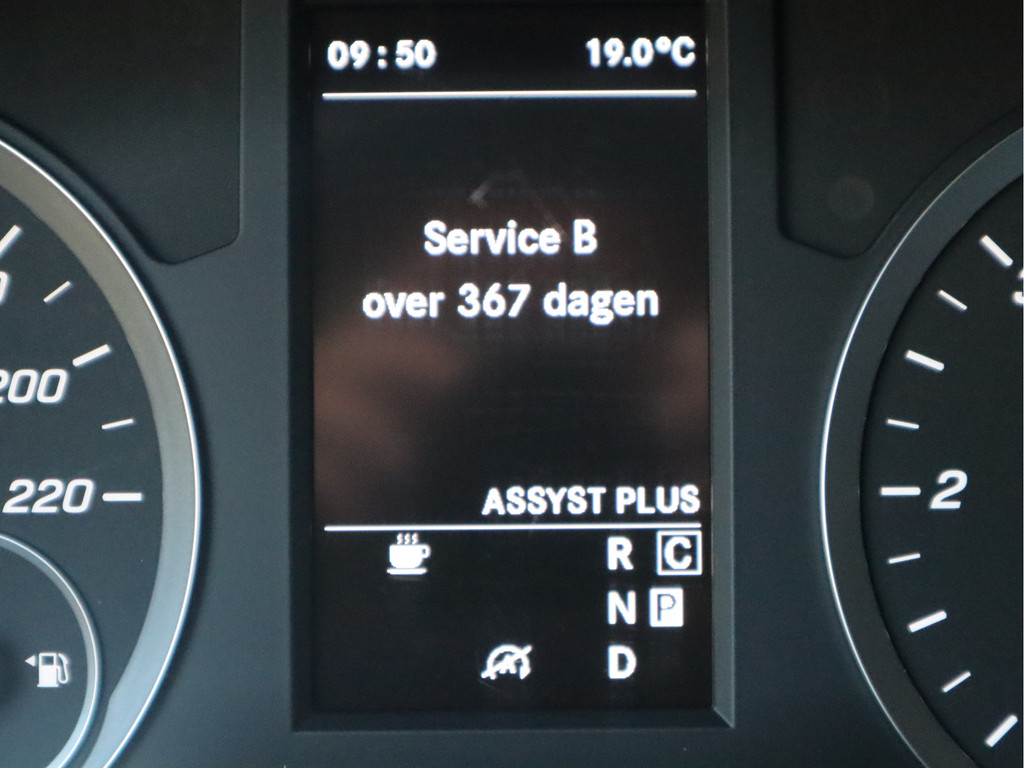 09:50 19.0°C
Service B
over 367 dagen
ASSYST PLUS
R C
N P
D
200
220
2